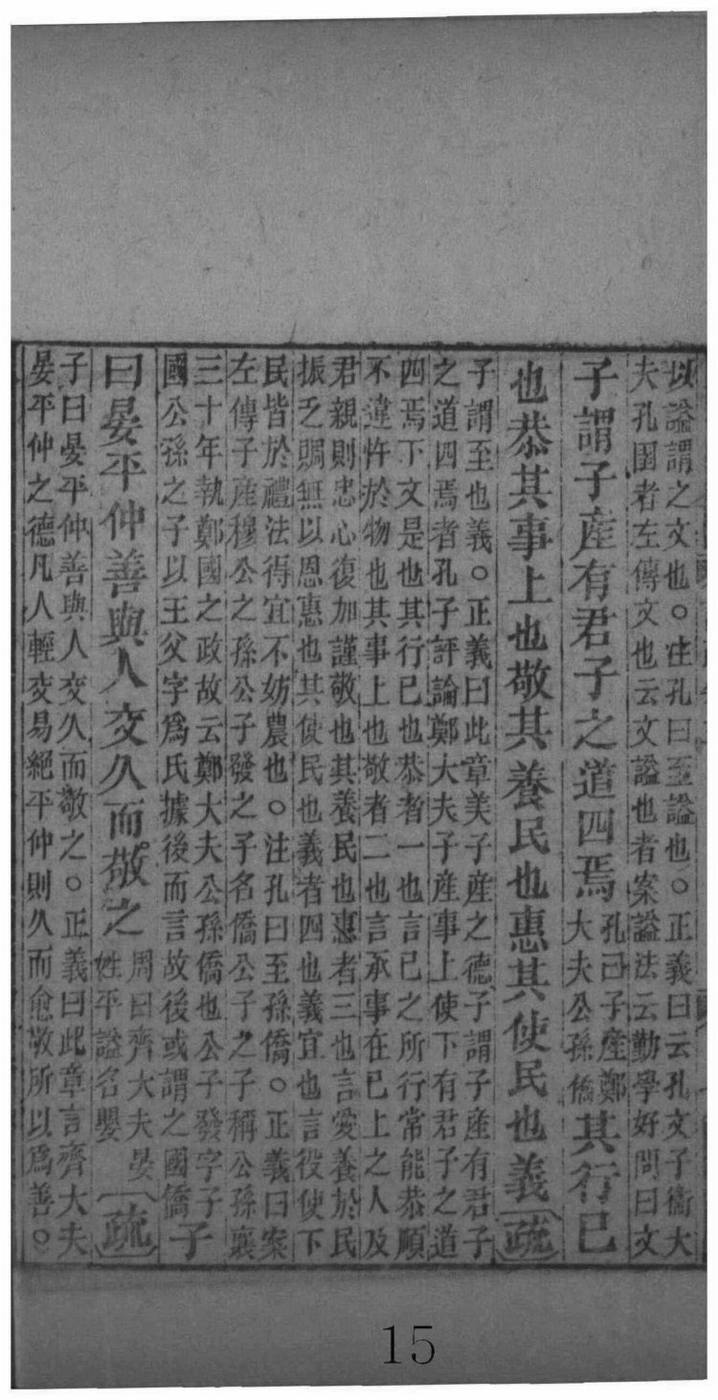 以謚謂之文也○注孔曰至謚也○正義曰云孔文子衞大
夫孔圉者左傳文也云文謚也者案謚法云勤學好問曰文
子謂子產有君子之道四焉
孔曰子產鄭
大夫公孫僑
其行已
也恭其事上也敬其養民也惠其使民也義〔疏〕
子謂至也義○正義曰此章美子產之德子謂子產有君子
之道四焉者孔子評論鄭大夫子產事上使下有君子之道
四焉下文是也其行已也恭者一也言已之所行常能恭順
不違忤於物也其事上也敬者二也言承事在已上之人及
君親則忠心復加謹敬也其養民也惠者三也言愛養於民
振乏賙無以恩惠也其使民也義者四也義宜也言役使下
民皆於禮法得宜不妨農也○注孔曰至孫僑○正義曰案
左傳子產穆公之孫公子發之子名僑公子之子稱公孫襄
三十年執鄭國之政故云鄭大夫公孫僑也公子發字子
國公孫之子以王父字爲氏據後而言故後或謂之國僑
子
曰晏平仲善與人交久而敬之
周曰齊大夫晏
姓平謚名嬰
〔疏〕
子曰晏平仲善與人交久而敬之○正義曰此章言齊大夫
晏平仲之德凡人輕交易絕平仲則久而愈敬所以爲善○
15